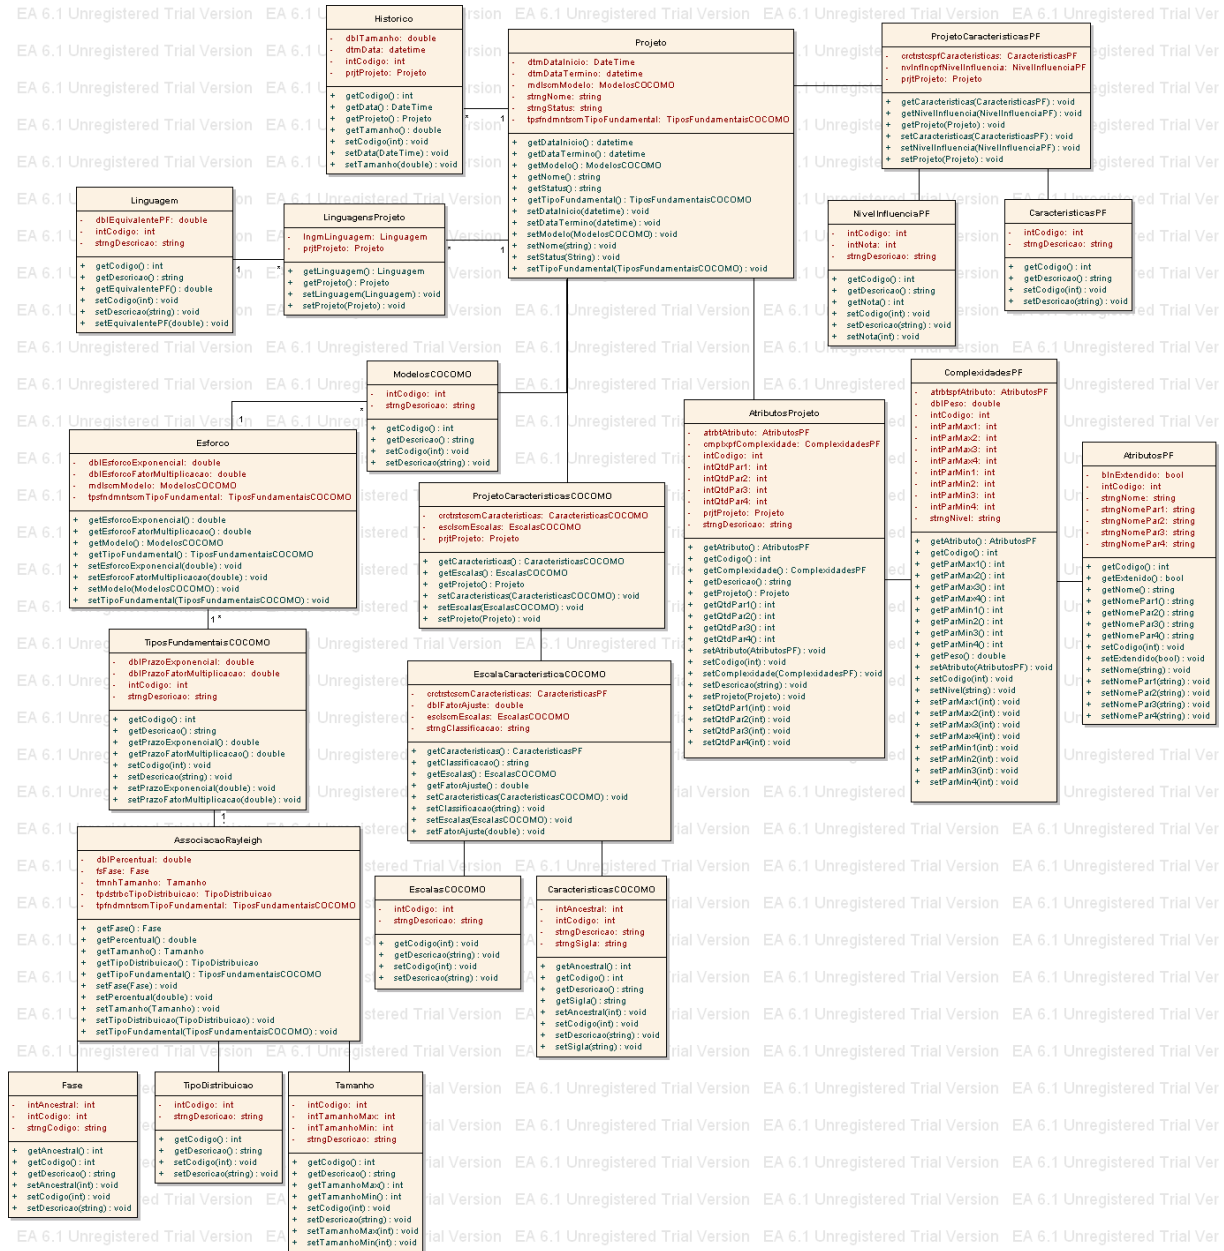 EA 6.1 Unregistered Trial Version
Historico
- dblTamanho: double
- dtmData: datetime
- intCodigo: int
- prjtProjeto: Projeto
+ getCodigo() : int
+ getData() : DateTime
+ getProjeto() : Projeto
+ getTamanho() : double
+ setCodigo(int) : void
+ setData(DateTime) : void
+ setTamanho(double) : void
Projeto
- dtmDataInicio: DateTime
- dtmDataTermino: datetime
- mdlscmModelo: ModelosCOCOMO
- strngNome: string
- strngStatus: string
- tpsfndmntscmTipoFundamental: TiposFundamentaisCOCOMO
+ getDataInicio() : datetime
+ getDataTermino() : datetime
+ getModelo() : ModelosCOCOMO
+ getNome() : string
+ getStatus() : string
+ getTipoFundamental() : TiposFundamentaisCOCOMO
+ setDataInicio(datetime) : void
+ setDataTermino(datetime) : void
+ setModelo(ModelosCOCOMO) : void
+ setNome(string) : void
+ setStatus(String) : void
+ setTipoFundamental(TiposFundamentaisCOCOMO) : void
ProjetoCaracteristicasPF
- crctrstcspfCaracteristicas: CaracteristicasPF
- nvlnflncpfNivelInfluencia: NivelInfluenciaPF
- prjtProjeto: Projeto
+ getCaracteristicas(CaracteristicasPF) : void
+ getNivelInfluencia(NivelInfluenciaPF) : void
+ getProjeto(Projeto) : void
+ setCaracteristicas(CaracteristicasPF) : void
+ setNivelInfluencia(NivelInfluenciaPF) : void
+ setProjeto(Projeto) : void
* 1
Linguagem
- dblEquivalentePF: double
- intCodigo: int
- strngDescricao: string
+ getCodigo() : int
+ getDescricao() : string
+ getEquivalentePF() : double
+ setCodigo(int) : void
+ setDescricao(string) : void
+ setEquivalentePF(double) : void
1 *
LinguagensProjeto
- lngmLinguagem: Linguagem
- prjtProjeto: Projeto
+ getLinguagem() : Linguagem
+ getProjeto() : Projeto
+ setLinguagem(Linguagem) : void
+ setProjeto(Projeto) : void
* 1
NivelInfluenciaPF
- intCodigo: int
- intNota: int
- strngDescricao: string
+ getCodigo() : int
+ getDescricao() : string
+ getNota() : int
+ setCodigo(int) : void
+ setDescricao(string) : void
+ setNota(int) : void
CaracteristicasPF
- intCodigo: int
- strngDescricao: string
+ getCodigo() : int
+ getDescricao() : string
+ setCodigo(int) : void
+ setDescricao(string) : void
ModelosCOCOMO
- intCodigo: int
- strngDescricao: string
+ getCodigo() : int
+ getDescricao() : string
+ setCodigo(int) : void
+ setDescricao(string) : void
1 *
Esforco
- dblEsforcoExponencial: double
- dblEsforcoFatorMultiplicacao: double
- mdlscmModelo: ModelosCOCOMO
- tpsfndmntscmTipoFundamental: TiposFundamentaisCOCOMO
+ getEsforcoExponencial() : double
+ getEsforcoFatorMultiplicacao() : double
+ getModelo() : ModelosCOCOMO
+ getTipoFundamental() : TiposFundamentaisCOCOMO
+ setEsforcoExponencial(double) : void
+ setEsforcoFatorMultiplicacao(double) : void
+ setModelo(ModelosCOCOMO) : void
+ setTipoFundamental(TiposFundamentaisCOCOMO) : void
1 *
ProjetoCaracteristicasCOCOMO
- crctrstcscmCaracteristicas: CaracteristicasCOCOMO
- esclscmEscalas: EscalasCOCOMO
- prjtProjeto: Projeto
+ getCaracteristicas() : CaracteristicasCOCOMO
+ getEscalas() : EscalasCOCOMO
+ getProjeto() : Projeto
+ setCaracteristicas(CaracteristicasCOCOMO) : void
+ setEscalas(EscalasCOCOMO) : void
+ setProjeto(Projeto) : void
AtributosProjeto
- atrbtAtributo: AtributosPF
- cmplxpfComplexidade: ComplexidadesPF
- intCodigo: int
- intQtdPar1: int
- intQtdPar2: int
- intQtdPar3: int
- intQtdPar4: int
- prjtProjeto: Projeto
- strngDescricao: string
+ getAtributo() : AtributosPF
+ getCodigo() : int
+ getComplexidade() : ComplexidadesPF
+ getDescricao() : string
+ getProjeto() : Projeto
+ getQtdPar1() : int
+ getQtdPar2() : int
+ getQtdPar3() : int
+ getQtdPar4() : int
+ setAtributo(AtributosPF) : void
+ setCodigo(int) : void
+ setComplexidade(ComplexidadesPF) : void
+ setDescricao(string) : void
+ setProjeto(Projeto) : void
+ setQtdPar1(int) : void
+ setQtdPar2(int) : void
+ setQtdPar3(int) : void
+ setQtdPar4(int) : void
ComplexidadesPF
- atrbtspfAtributo: AtributosPF
- dblPeso: double
- intCodigo: int
- intParMax1: int
- intParMax2: int
- intParMax3: int
- intParMax4: int
- intParMin1: int
- intParMin2: int
- intParMin3: int
- intParMin4: int
- strngNivel: string
+ getAtributo() : AtributosPF
+ getCodigo() : int
+ getParMax1() : int
+ getParMax2() : int
+ getParMax3() : int
+ getParMax4() : int
+ getParMin1() : int
+ getParMin2() : int
+ getParMin3() : int
+ getParMin4() : int
+ getPeso() : double
+ setAtributo(AtributosPF) : void
+ setCodigo(int) : void
+ setNivel(string) : void
+ setParMax1(int) : void
+ setParMax2(int) : void
+ setParMax3(int) : void
+ setParMax4(int) : void
+ setParMin1(int) : void
+ setParMin2(int) : void
+ setParMin3(int) : void
+ setParMin4(int) : void
AtributosPF
- blnExtendido: bool
- intCodigo: int
- strngNome: string
- strngNomePar1: string
- strngNomePar2: string
- strngNomePar3: string
- strngNomePar4: string
+ getCodigo() : int
+ getExtenido() : bool
+ getNome() : string
+ getNomePar1() : string
+ getNomePar2() : string
+ getNomePar3() : string
+ getNomePar4() : string
+ setCodigo(int) : void
+ setExtendido(bool) : void
+ setNome(string) : void
+ setNomePar1(string) : void
+ setNomePar2(string) : void
+ setNomePar3(string) : void
+ setNomePar4(string) : void
TiposFundamentaisCOCOMO
- dblPrazoExponencial: double
- dblPrazoFatorMultiplicacao: double
- intCodigo: int
- strngDescricao: string
+ getCodigo() : int
+ getDescricao() : string
+ getPrazoExponencial() : double
+ getPrazoFatorMultiplicacao() : double
+ setCodigo(int) : void
+ setDescricao(string) : void
+ setPrazoExponencial(double) : void
+ setPrazoFatorMultiplicacao(double) : void
EscalaCaracteristicaCOCOMO
- crctrstcscmCaracteristicas: CaracteristicasPF
- dblFatorAjuste: double
- esclscmEscalas: EscalasCOCOMO
- strngClassificacao: string
+ getCaracteristicas() : CaracteristicasPF
+ getClassificacao() : string
+ getEscalas() : EscalasCOCOMO
+ getFatorAjuste() : double
+ setCaracteristicas(CaracteristicasCOCOMO) : void
+ setClassificacao(string) : void
+ setEscalas(EscalasCOCOMO) : void
+ setFatorAjuste(double) : void
AssociacaoRayleigh
- dblPercentual: double
- fsFase: Fase
- tmnhTamanho: Tamanho
- tpdstrbcTipoDistribuicao: TipoDistribuicao
- tpfndmntscmTipoFundamental: TiposFundamentaisCOCOMO
+ getFase() : Fase
+ getPercentual() : double
+ getTamanho() : Tamanho
+ getTipoDistribuicao() : TipoDistribuicao
+ getTipoFundamental() : TiposFundamentaisCOCOMO
+ setFase(Fase) : void
+ setPercentual(double) : void
+ setTamanho(Tamanho) : void
+ setTipoDistribuicao(TipoDistribuicao) : void
+ setTipoFundamental(TiposFundamentaisCOCOMO) : void
EscalasCOCOMO
- intCodigo: int
- strngDescricao: string
+ getCodigo(int) : void
+ getDescricao(string) : void
+ setCodigo(int) : void
+ setDescricao(string) : void
CaracteristicasCOCOMO
- intAncestral: int
- intCodigo: int
- strngDescricao: string
- strngSigla: string
+ getAncestral() : int
+ getCodigo() : int
+ getDescricao() : string
+ getSigla() : string
+ setAncestral(int) : void
+ setCodigo(int) : void
+ setDescricao(string) : void
+ setSigla(string) : void
Fase
- intAncestral: int
- intCodigo: int
- strngCodigo: string
+ getAncestral() : int
+ getCodigo() : int
+ getDescricao() : string
+ setAncestral(int) : void
+ setCodigo(int) : void
+ setDescricao(string) : void
TipoDistribuicao
- intCodigo: int
- strngDescricao: string
+ getCodigo() : int
+ getDescricao() : string
+ setCodigo(int) : void
+ setDescricao(string) : void
Tamanho
- intCodigo: int
- intTamanhoMax: int
- intTamanhoMin: int
- strngDescricao: string
+ getCodigo() : int
+ getDescricao() : string
+ getTamanhoMax() : int
+ getTamanhoMin() : int
+ setCodigo(int) : void
+ setDescricao(string) : void
+ setTamanhoMax(int) : void
+ setTamanhoMin(int) : void